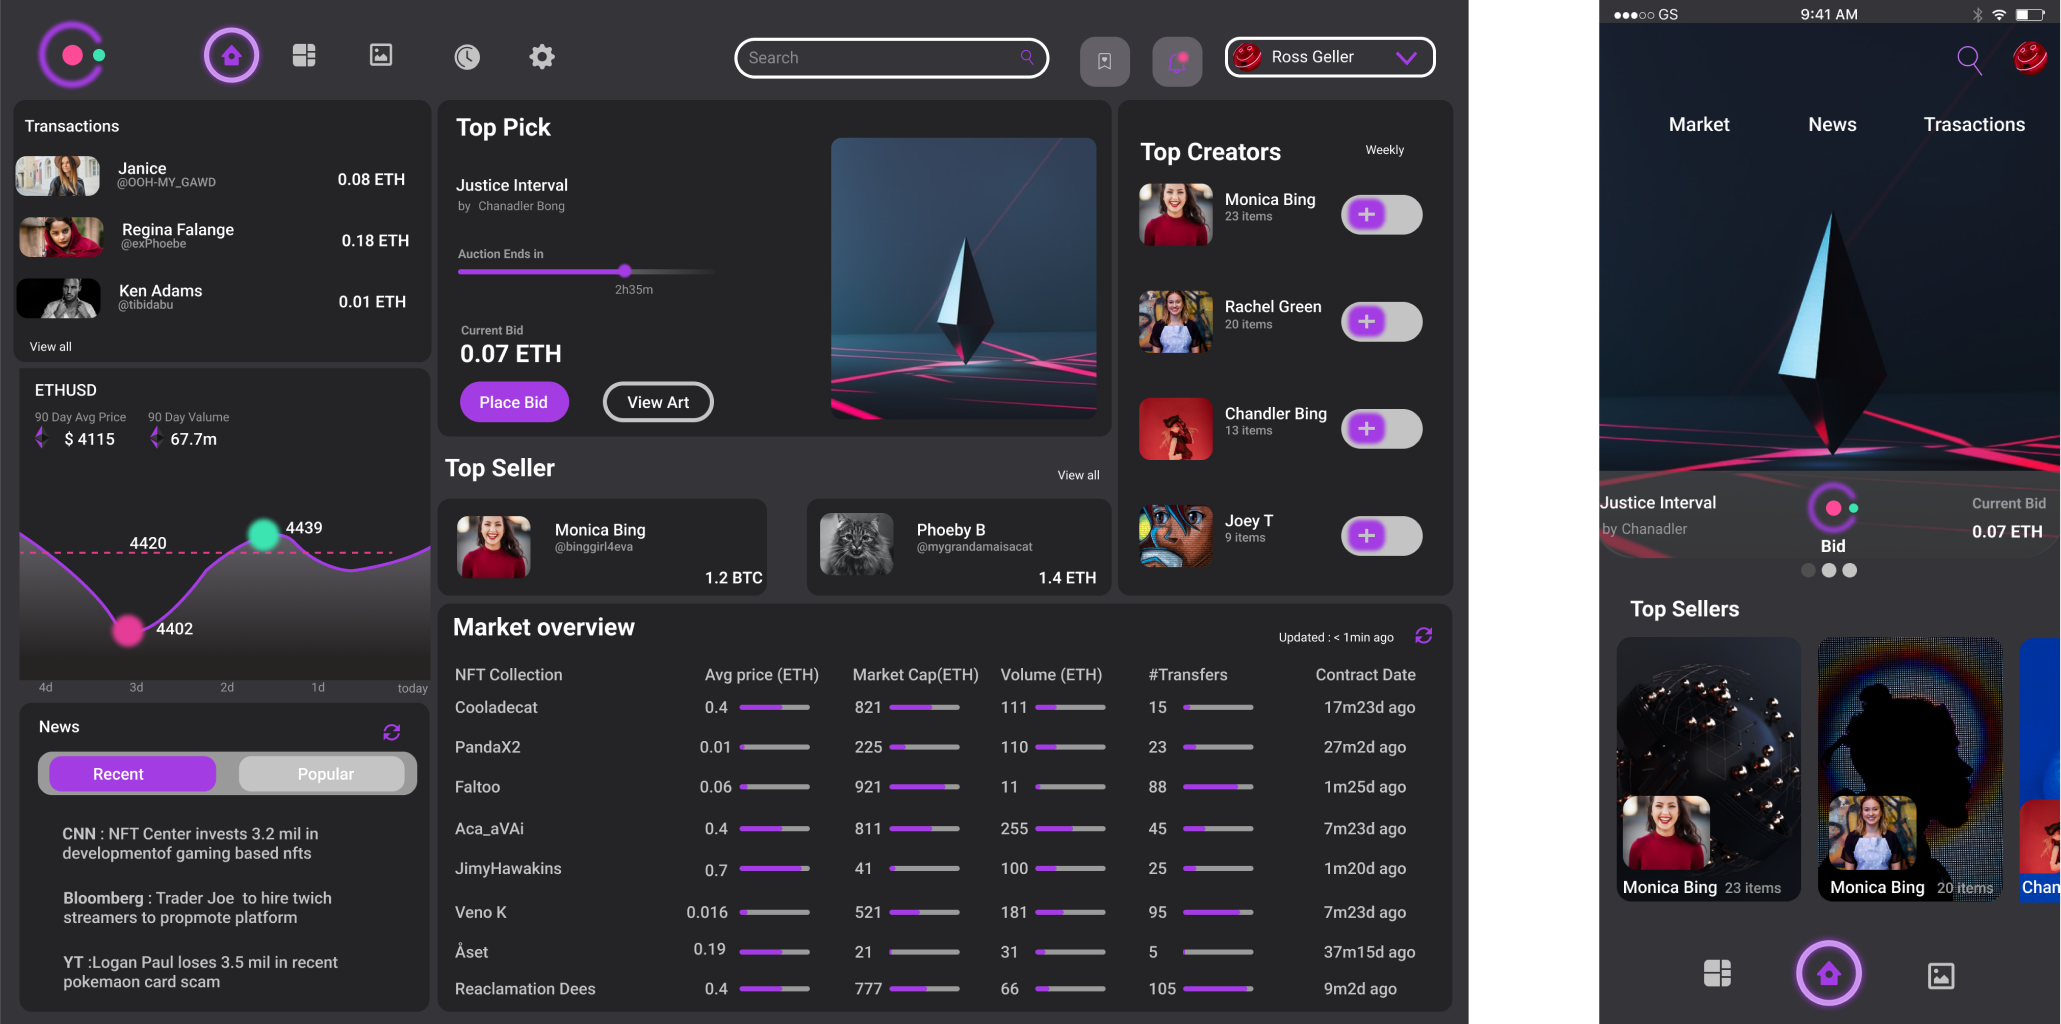 Search
Ross Geller
Transactions
Janice
@OOH-MY_GAWD
0.08 ETH
Regina Falange
@exPhoebe
0.18 ETH
Ken Adams
@tibidabu
0.01 ETH
View all
ETHUSD
90 Day Avg Price
90 Day Valume
$ 4115
67.7m
4420
4439
4402
4d 3d 2d 1d today
News
Recent
Popular
CNN : NFT Center invests 3.2 mil in
developmentof gaming based nfts
Bloomberg : Trader Joe  to hire twich
streamers to propmote platform
YT :Logan Paul loses 3.5 mil in recent
pokemaon card scam
Top Pick
Justice Interval
by Chanadler Bong
Auction Ends in
2h35m
Current Bid
0.07 ETH
Place Bid
View Art
Top Seller
View all
Monica Bing
@binggirl4eva
1.2 BTC
Phoeby B
@mygrandamaisacat
1.4 ETH
Top Creators
Weekly
Monica Bing
23 items
Rachel Green
20 items
Chandler Bing
13 items
Joey T
9 items
Market overview
Updated : < 1min ago
NFT Collection Avg price (ETH) Market Cap(ETH) Volume (ETH) #Transfers Contract Date
Cooladecat 0.4 821 111 15 17m23d ago
PandaX2 0.01 225 110 23 27m2d ago
Faltoo 0.06 921 11 88 1m25d ago
Aca_aVAi 0.4 811 255 45 7m23d ago
JimyHawakins 0.7 41 100 25 1m20d ago
Veno K 0.016 521 181 95 7m23d ago
Åset 0.19 21 31 5 37m15d ago
Reaclamation Dees 0.4 777 66 105 9m2d ago
GS
9:41 AM
Market
News
Trasactions
Justice Interval
by Chanadler
Bid
Current Bid
0.07 ETH
Top Sellers
Monica Bing 23 items
Monica Bing 20 items
Chan